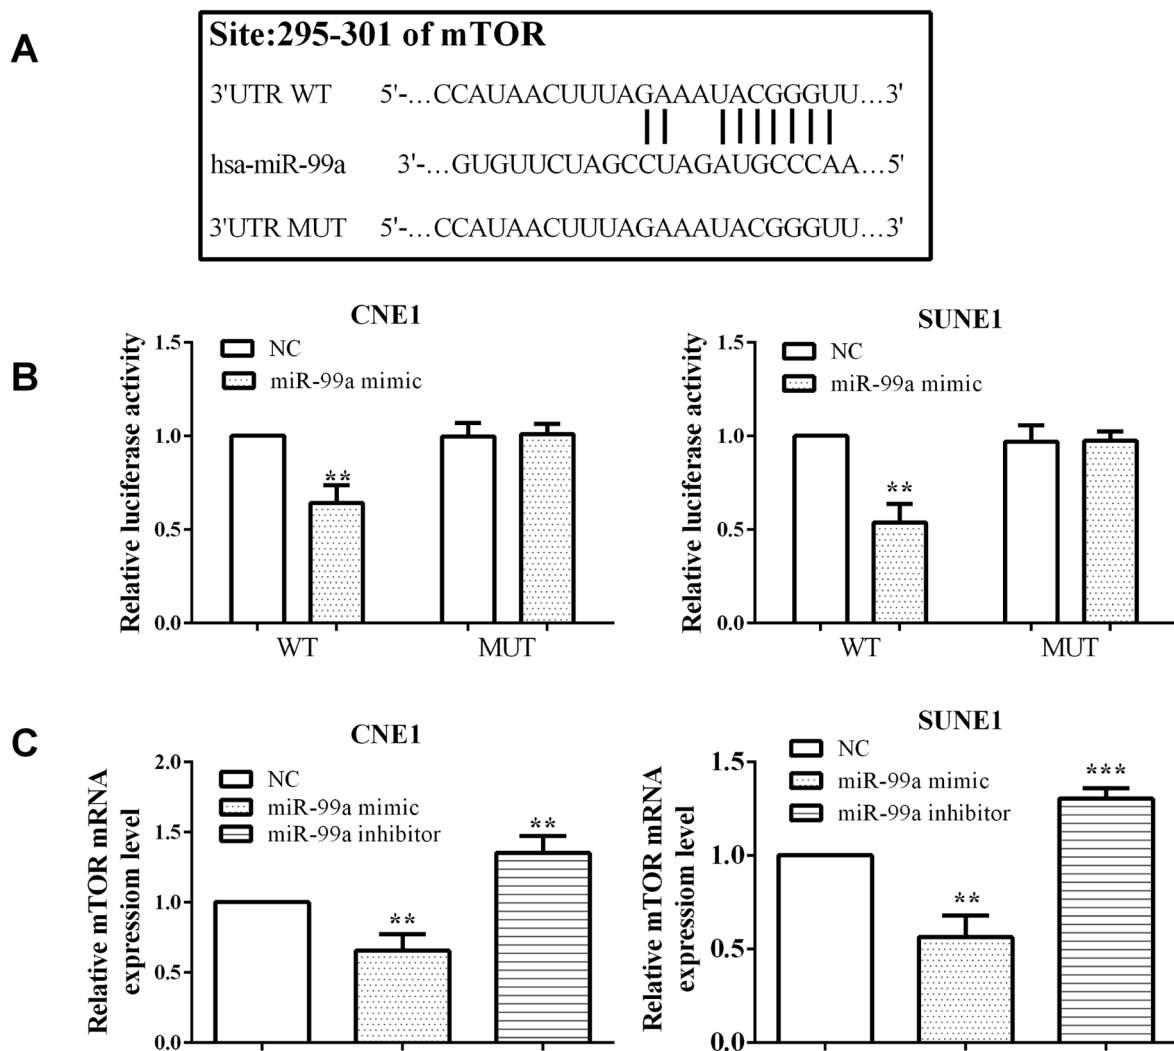 A
Site:295-301 of mTOR
3'UTR WT 5'-...CCAUAACUUUAGAAAUACGGGUU...3'
hsa-miR-99a 3'-...GUGUUCUAGCCUAGAUGCCCAA...5'
3'UTR MUT 5'-...CCAUAACUUUAGAAAUACGGGUU...3'
B
CNE1
Relative luciferase activity
1.5
1.0
0.5
0.0
NC
miR-99a mimic
**
WT MUT
SUNE1
Relative luciferase activity
1.5
1.0
0.5
0.0
NC
miR-99a mimic
**
WT MUT
C
CNE1
Relative mTOR mRNA
expressiom level
2.0
1.5
1.0
0.5
0.0
NC
miR-99a mimic
miR-99a inhibitor
**
**
SUNE1
Relative mTOR mRNA
expressiom level
1.5
1.0
0.5
0.0
NC
miR-99a mimic
miR-99a inhibitor
**
***